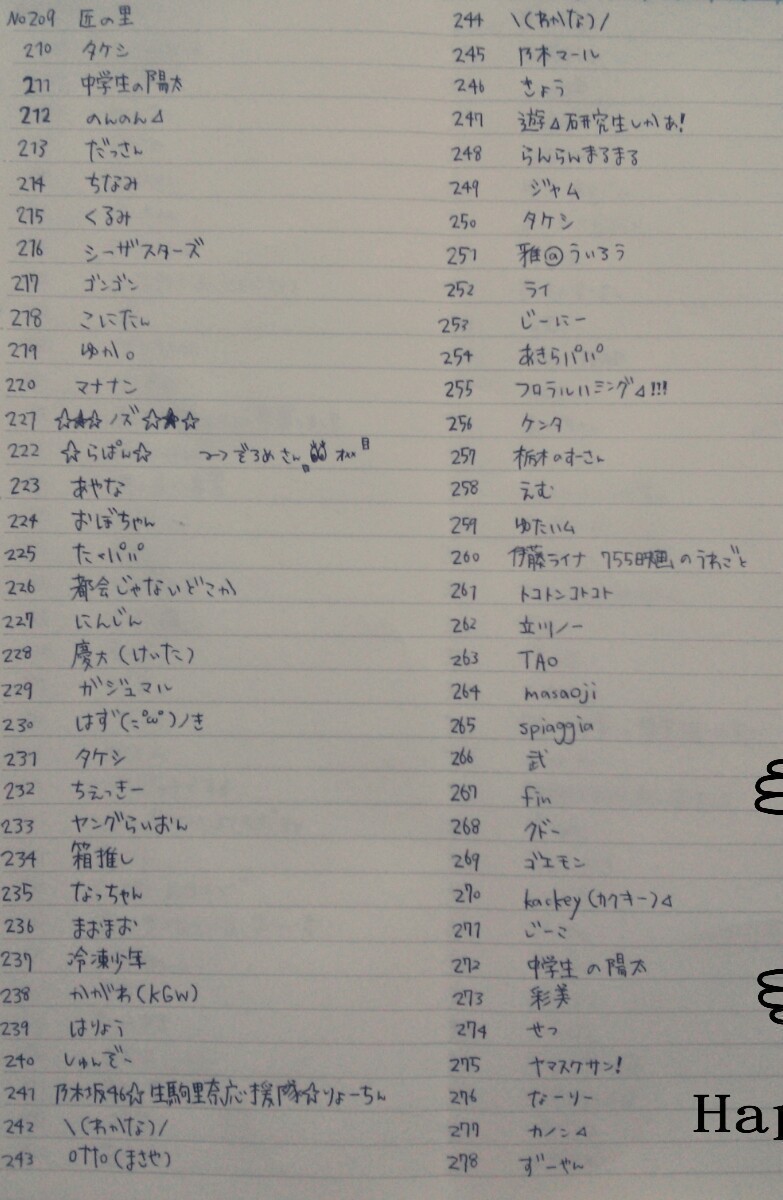 No209 匠の里
210 タケシ
211 中学生の陽太
212 のんのん⊿
213 だっさん
214 ちなみ
215 くるみ
216 シーザスターズ
217 ゴンゴン
218 こにたん
219 ゆか。
220 マナナン
221 ☆★☆ノズ☆★☆
222 ☆らぱん☆ つーつぞろめさん
223 あやな
224 おぼちゃん
225 たくパパ
226 都会じゃないどこか
227 にんじん
228 慶太(けいた)
229 ガジュマル
230 はず(=゚ω゚)ノき
231 タケシ
232 ちえっきー
233 ヤングらいおん
234 箱推し
235 なっちゃん
236 まおまお
237 冷凍少年
238 かがわ(KGW)
239 はりょう
240 しゅんぞー
241 乃木坂46☆生駒里奈応援隊☆りょーちん
242 \(わかな)/
243 otto(まさや)
244 \(わかな)/
245 乃木マール
246 きょう
247 遊⊿研究生しかあ!
248 らんらんまるまる
249 ジャム
250 タケシ
251 雅@ういろう
252 ライ
253 じーにー
254 あきらパパ
255 フロラルハミング⊿!!!
256 ケンタ
257 栃木のすーさん
258 えむ
259 ゆたいム
260 伊藤ライナ 755映画のうわごと
261 トコトンコトコト
262 立川ノー
263 TAO
264 masaoji
265 spiaggia
266 武
267 fin
268 クドー
269 ゴエモン
270 kackey(カクキー)⊿
271 じーこ
272 中学生の陽太
273 彩美
274 せつ
275 ヤマスケサン!
276 なーりー
277 カノン⊿
278 ずーやん
Hap